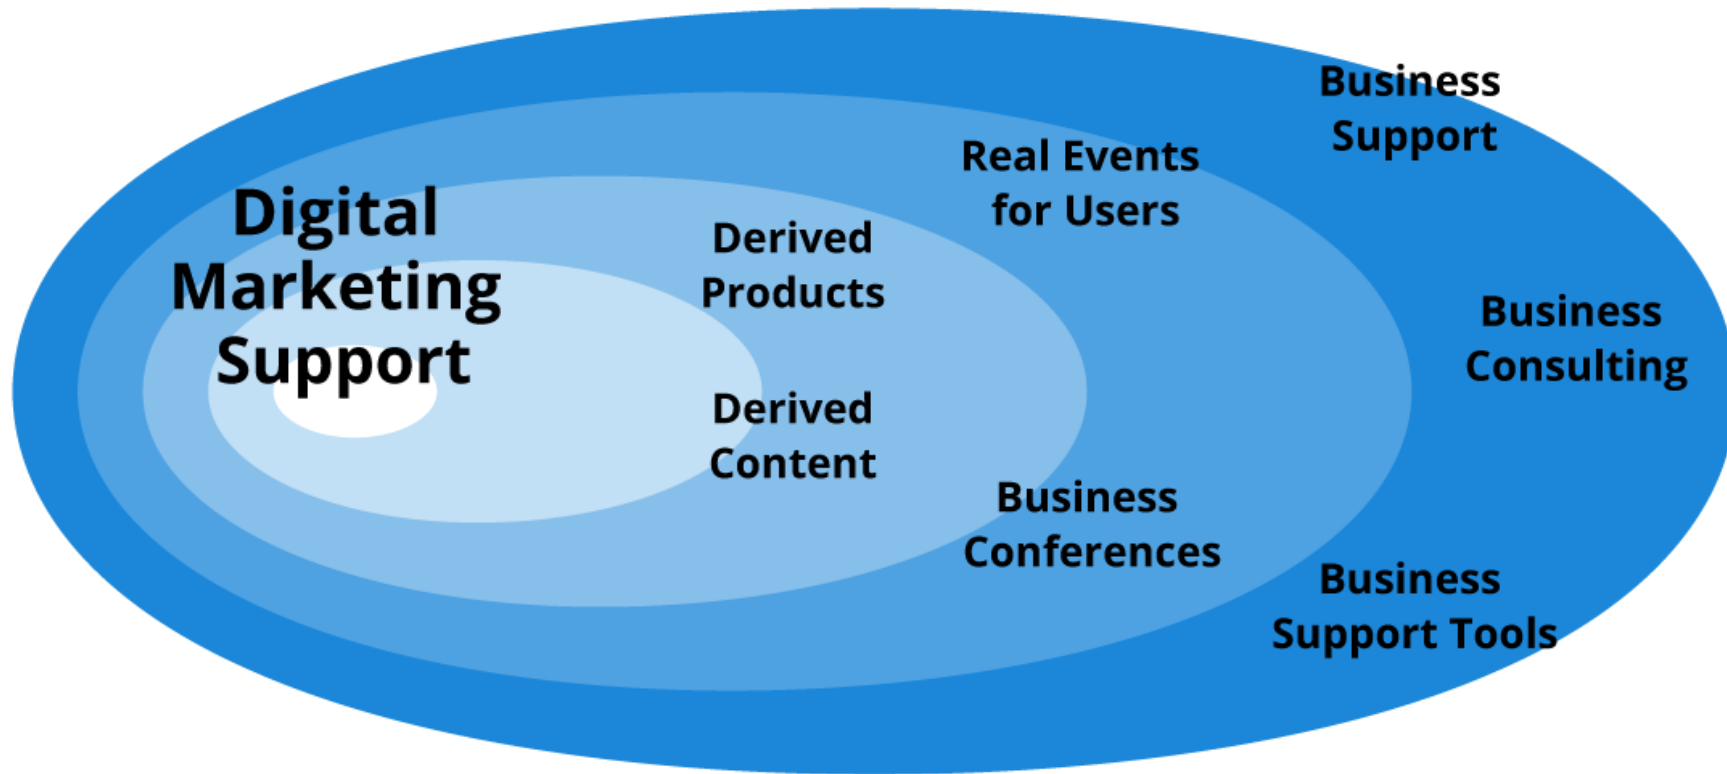 Digital
Marketing
Support
Derived
Products
Derived
Content
Real Events
for Users
Business
Conferences
Business
Support
Business
Consulting
Business
Support Tools